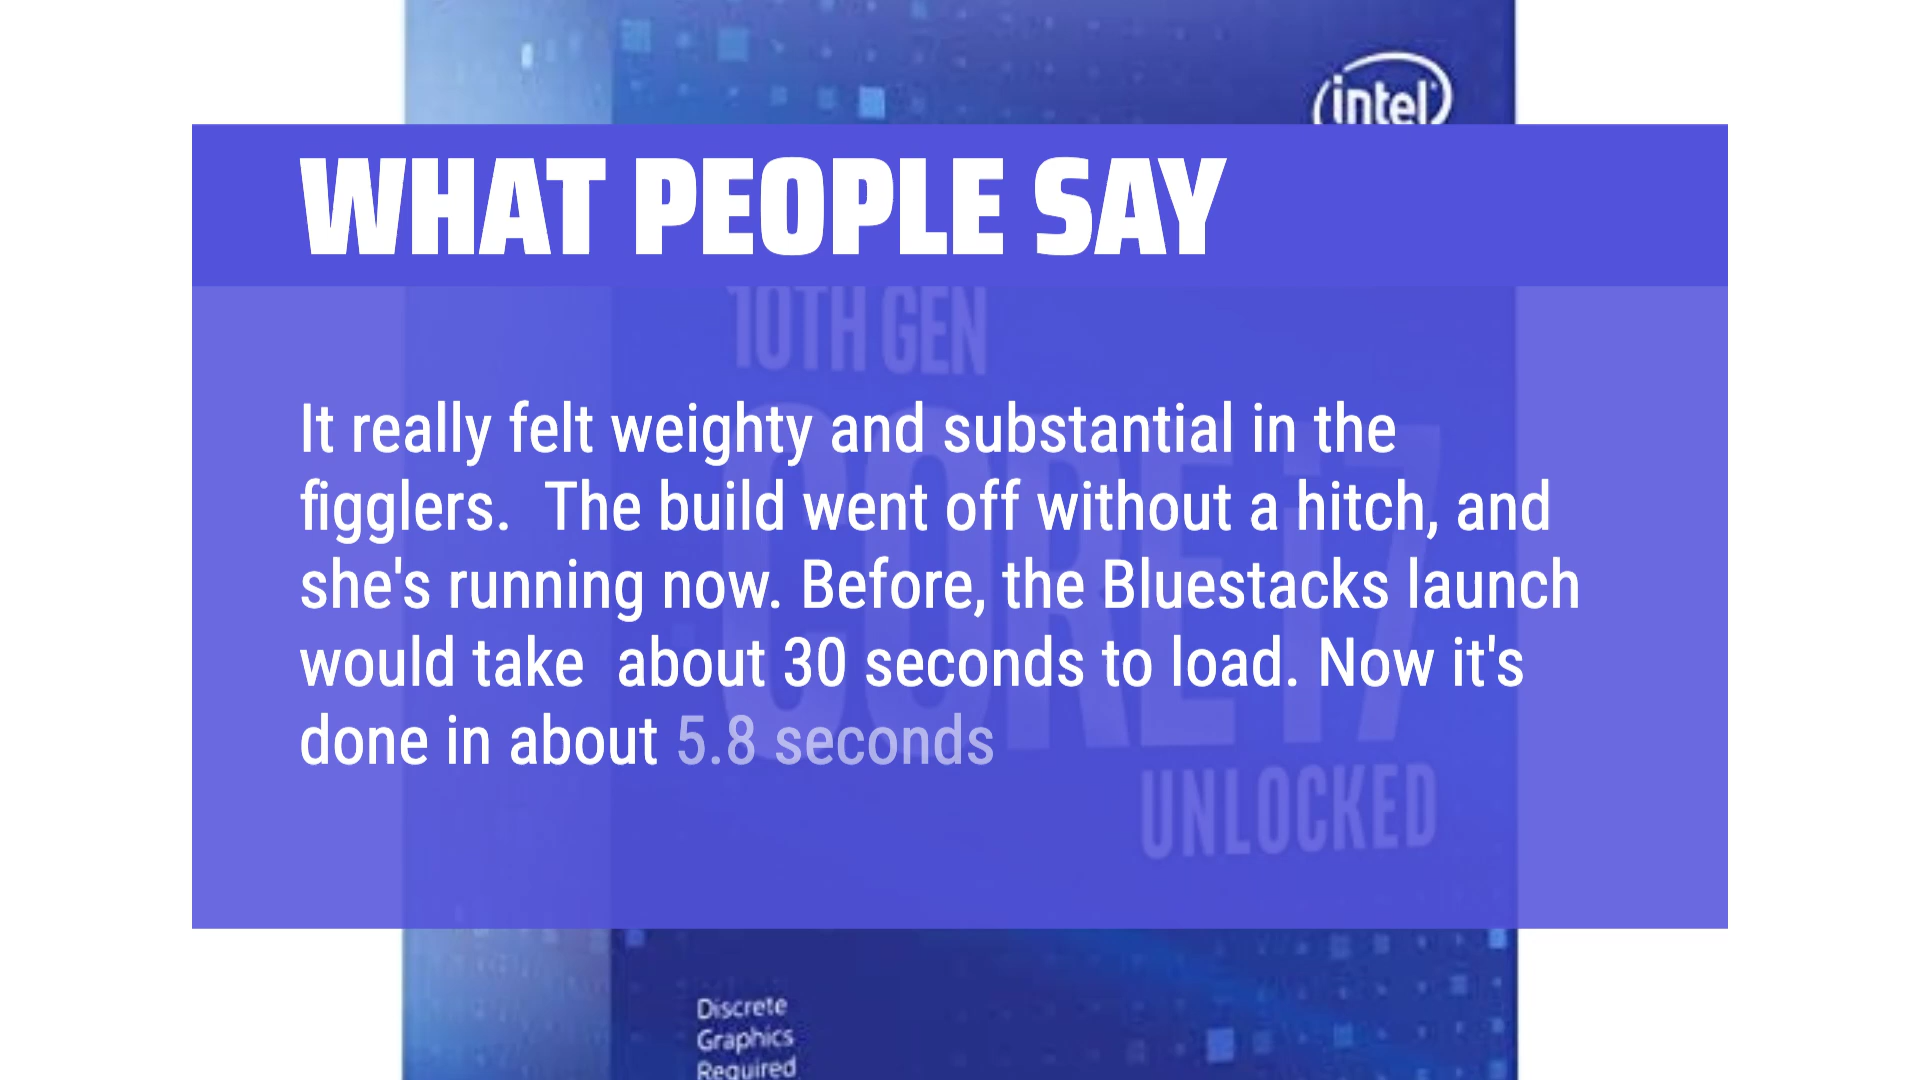 intel
WHAT PEOPLE SAY
10TH GEN
CORE i7
It really felt weighty and substantial in the
figglers.  The build went off without a hitch, and
she's running now. Before, the Bluestacks launch
would take  about 30 seconds to load. Now it's
done in about 5.8 seconds
UNLOCKED
Discrete
Graphics
Required